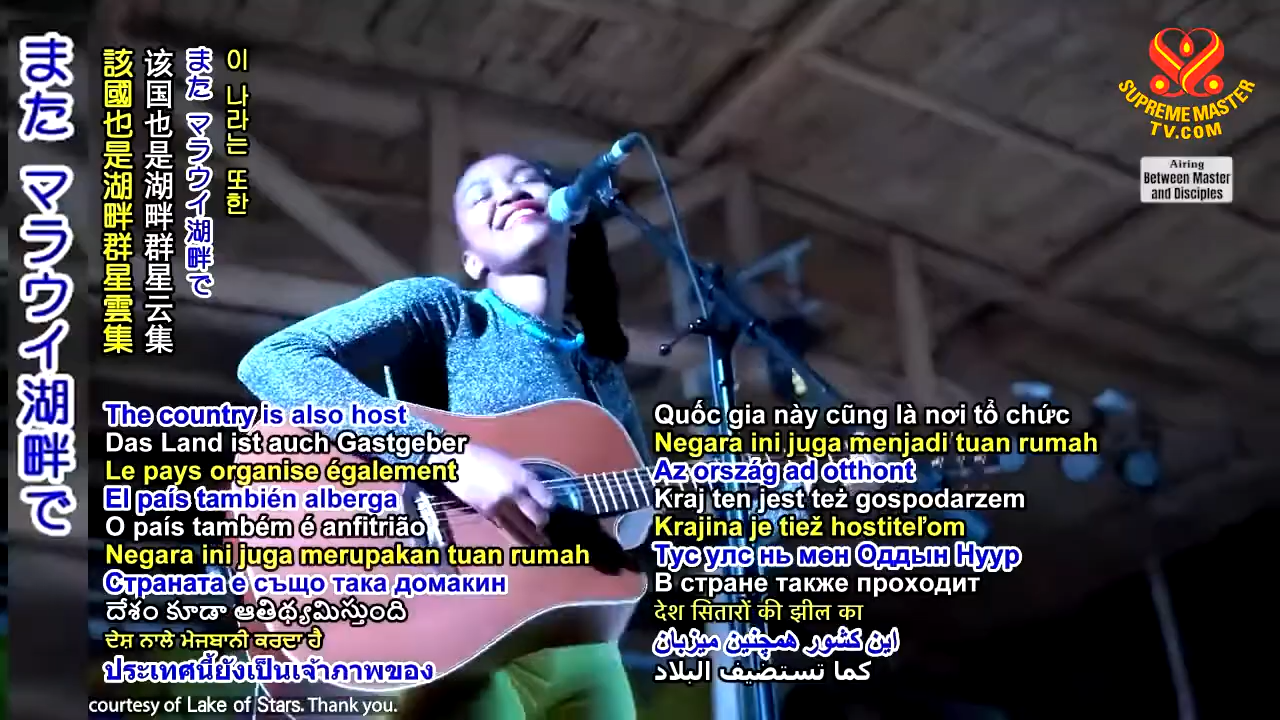 また マラウイ湖畔で
該國也是湖畔群星雲集
该国也是湖畔群星云集
また マラウイ湖畔で
이 나라는 또한
SUPREME MASTER
TV.COM
Airing
Between Master
and Disciples
The country is also host
Das Land ist auch Gastgeber
Le pays organise également
El país también alberga
O país também é anfitrião
Negara ini juga merupakan tuan rumah
Страната е също така домакин
దేశం కూడా ఆతిథ్యమిస్తుంది
ਦੇਸ਼ ਨਾਲੇ ਮੇਜਬਾਨੀ ਕਰਦਾ ਹੈ
ประเทศนี้ยังเป็นเจ้าภาพของ
Quốc gia này cũng là nơi tổ chức
Negara ini juga menjadi tuan rumah
Az ország ad otthont
Kraj ten jest też gospodarzem
Krajina je tiež hostiteľom
Тус улс нь мөн Оддын Нуур
В стране также проходит
देश सितारों की झील का
این کشور همچنین میزبان
كما تستضيف البلاد
courtesy of Lake of Stars. Thank you.